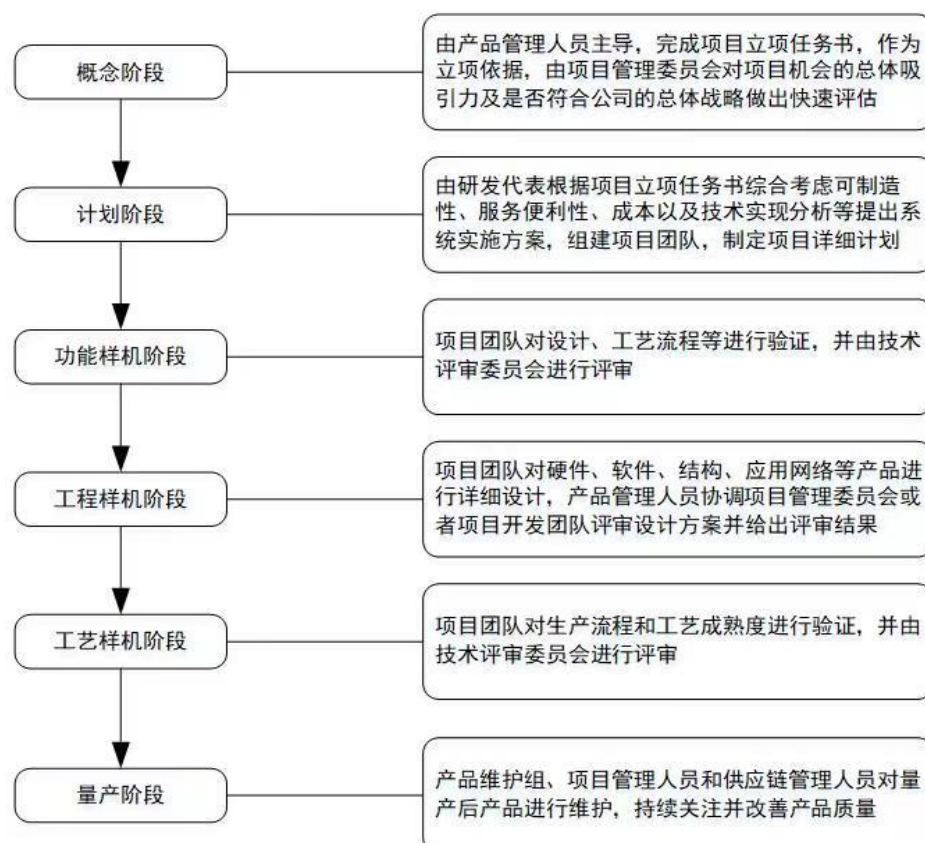 概念阶段
由产品管理人员主导，完成项目立项任务书，作为
立项依据，由项目管理委员会对项目机会的总体吸
引力及是否符合公司的总体战略做出快速评估
计划阶段
由研发代表根据项目立项任务书综合考虑可制造
性、服务便利性、成本以及技术实现分析等提出系
统实施方案，组建项目团队，制定项目详细计划
功能样机阶段
项目团队对设计、工艺流程等进行验证，并由技术
评审委员会进行评审
工程样机阶段
项目团队对硬件、软件、结构、应用网络等产品进
行详细设计，产品管理人员协调项目管理委员会或
者项目开发团队评审设计方案并给出评审结果
工艺样机阶段
项目团队对生产流程和工艺成熟度进行验证，并由
技术评审委员会进行评审
量产阶段
产品维护组、项目管理人员和供应链管理人员对量
产后产品进行维护，持续关注并改善产品质量